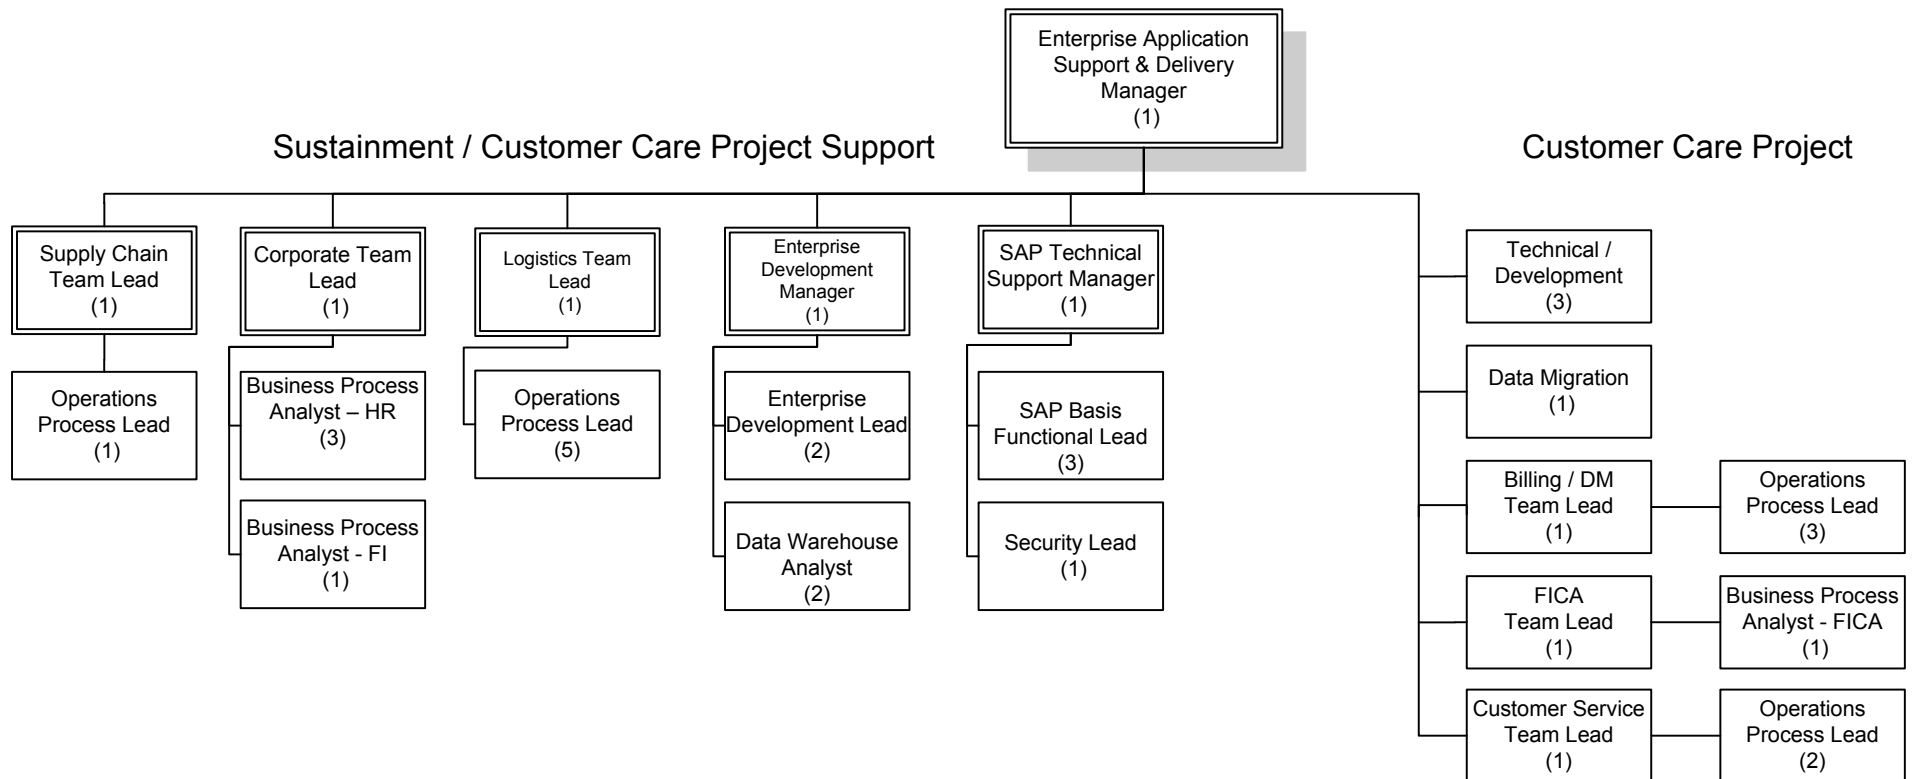 Enterprise Application
Support & Delivery
Manager
(1)
Sustainment / Customer Care Project Support
Customer Care Project
Supply Chain
Team Lead
(1)
Corporate Team
Lead
(1)
Logistics Team
Lead
(1)
Enterprise
Development
Manager
(1)
SAP Technical
Support Manager
(1)
Operations
Process Lead
(1)
Business Process
Analyst – HR
(3)
Operations
Process Lead
(5)
Enterprise
Development Lead
(2)
SAP Basis
Functional Lead
(3)
Business Process
Analyst - FI
(1)
Data Warehouse
Analyst
(2)
Security Lead
(1)
Technical /
Development
(3)
Data Migration
(1)
Billing / DM
Team Lead
(1)
Operations
Process Lead
(3)
FICA
Team Lead
(1)
Business Process
Analyst - FICA
(1)
Customer Service
Team Lead
(1)
Operations
Process Lead
(2)